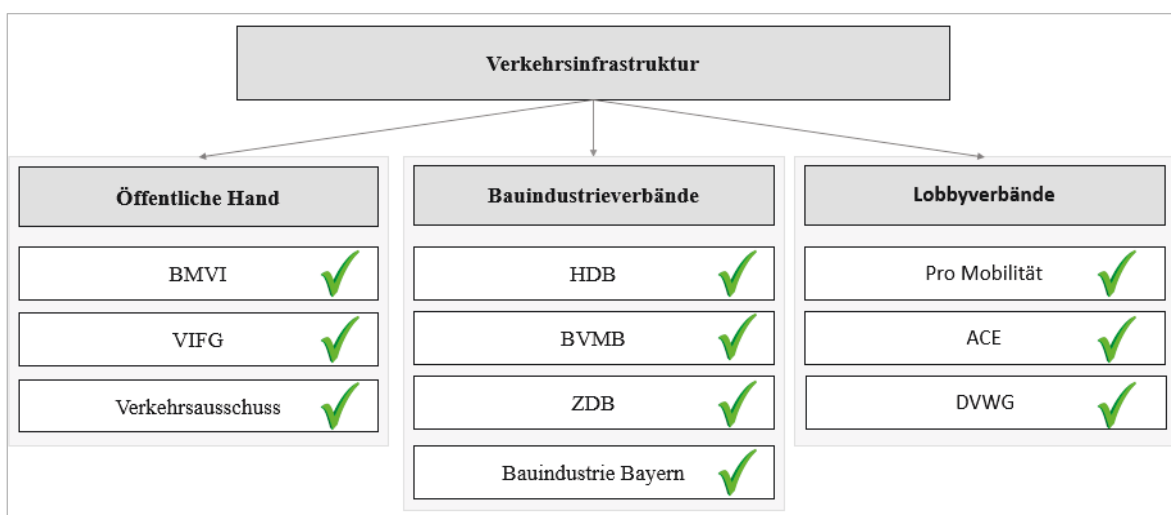 Verkehrsinfrastruktur
Öffentliche Hand
BMVI
VIFG
Verkehrsausschuss
Bauindustrieverbände
HDB
BVMB
ZDB
Bauindustrie Bayern
Lobbyverbände
Pro Mobilität
ACE
DVWG